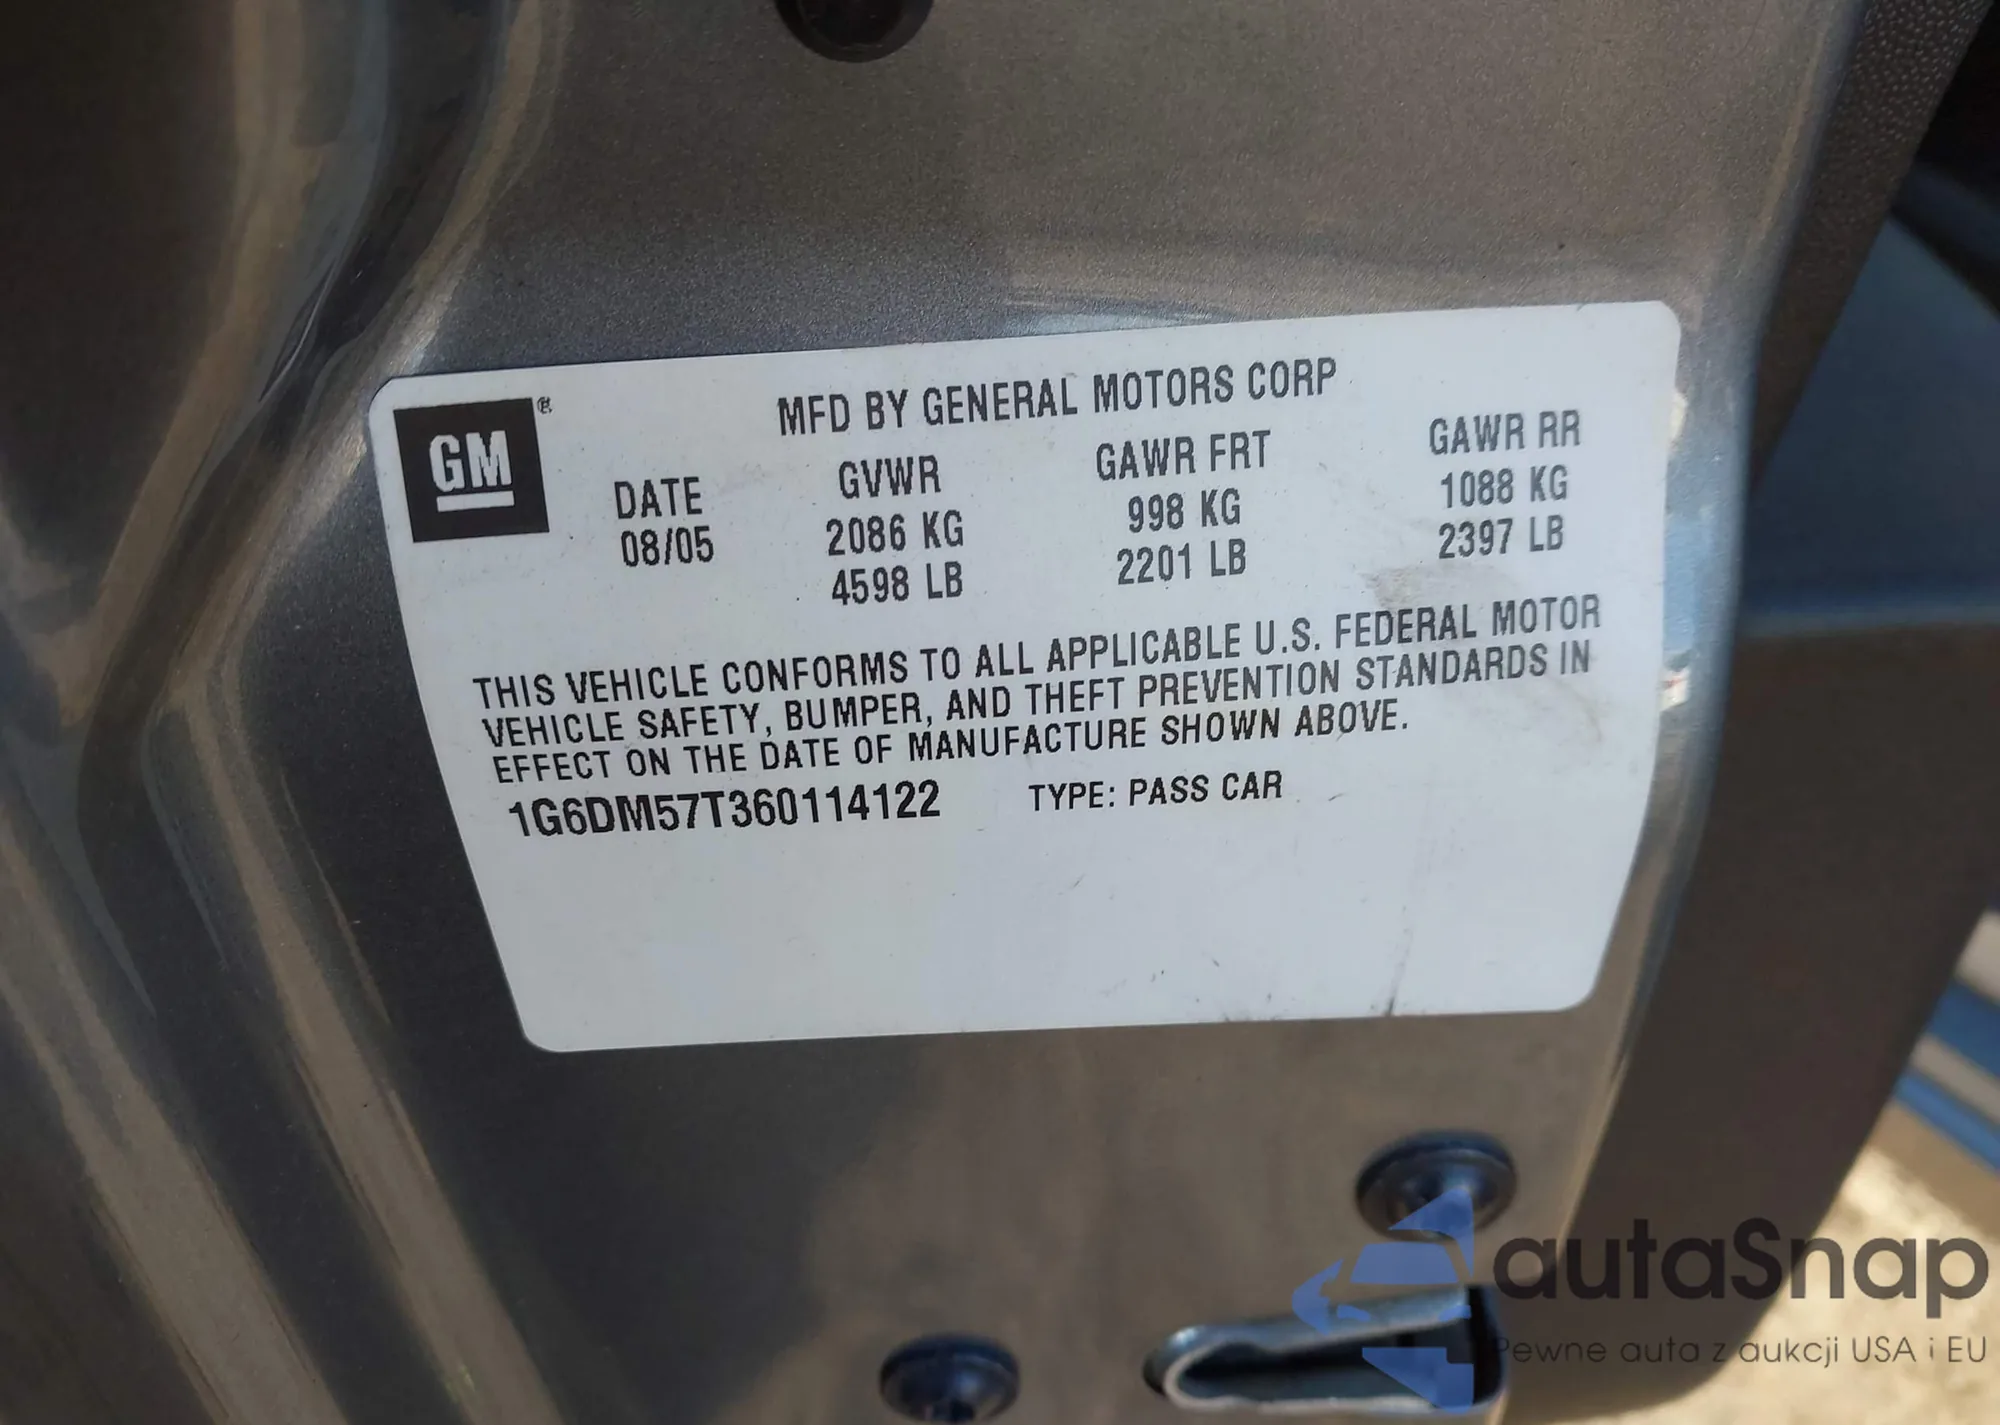 GM®
MFD BY GENERAL MOTORS CORP
DATE GVWR GAWR FRT GAWR RR
08/05 2086 KG 998 KG 1088 KG
4598 LB 2201 LB 2397 LB
THIS VEHICLE CONFORMS TO ALL APPLICABLE U.S. FEDERAL MOTOR
VEHICLE SAFETY, BUMPER, AND THEFT PREVENTION STANDARDS IN
EFFECT ON THE DATE OF MANUFACTURE SHOWN ABOVE.
1G6DM57T360114122 TYPE: PASS CAR
autaSnap
Pewne auta z aukcji USA i EU